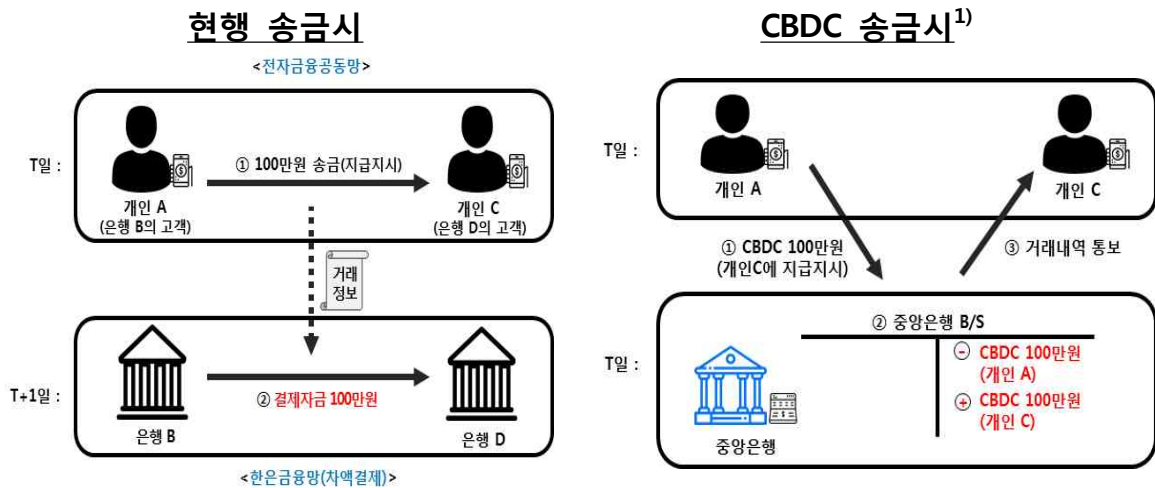 현행 송금시
<전자금융공동망>
T일 :
① 100만원 송금(지급지시)
개인 A
(은행 B의 고객)
개인 C
(은행 D의 고객)
거래
정보
T+1일 :
② 결제자금 100만원
은행 B
은행 D
<한은금융망(차액결제)>
CBDC 송금시1)
T일 :
개인 A
개인 C
① CBDC 100만원
(개인C에 지급지시)
③ 거래내역 통보
T일 :
② 중앙은행 B/S
⊖ CBDC 100만원
(개인 A)
⊕ CBDC 100만원
(개인 C)
중앙은행